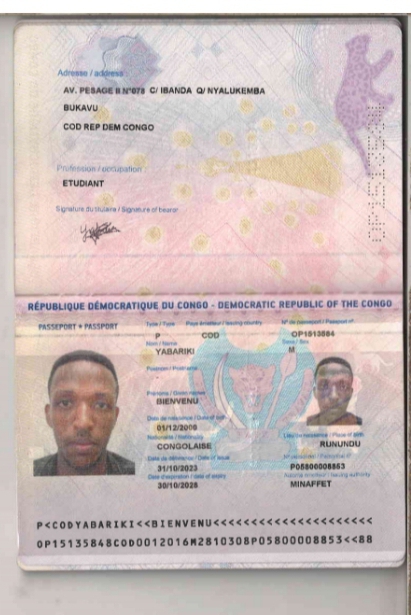 Adresse / address
AV. PESAGE II N°078 C/ IBANDA Q/ NYALUKEMBA
BUKAVU
COD REP DEM CONGO
Profession / occupation
ETUDIANT
Signature du titulaire / Signature of bearer
RÉPUBLIQUE DÉMOCRATIQUE DU CONGO - DEMOCRATIC REPUBLIC OF THE CONGO
PASSEPORT • PASSPORT
Type / Type Pays émetteur / Issuing country N° de passeport / Passport n°
P COD OP1513584
Nom / Name Sexe / Sex
YABARIKI M
Postnom / Postname
Prénoms / Given names
BIENVENU
Date de naissance / Date of birth
01/12/2000
Nationalité / Nationality Lieu de naissance / Place of birth
CONGOLAISE RUNUNDU
Date de délivrance / Date of issue
31/10/2023 P05800008853
Date d'expiration / date of expiry Autorité émettrice / Issuing authority
30/10/2028 MINAFFET
P<CODYABARIKI<<BIENVENU<<<<<<<<<<<<<<<<<<<<<
OP15135848COD0012016M2810308P05800008853<<88